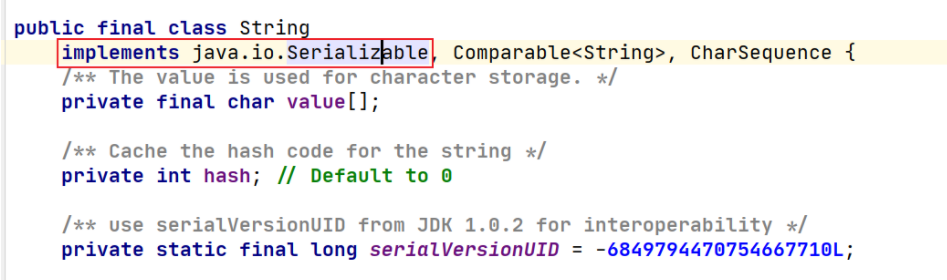 public final class String
implements java.io.Serializable, Comparable<String>, CharSequence {
/** The value is used for character storage. */
private final char value[];
/** Cache the hash code for the string */
private int hash; // Default to 0
/** use serialVersionUID from JDK 1.0.2 for interoperability */
private static final long serialVersionUID = -6849794470754667710L;